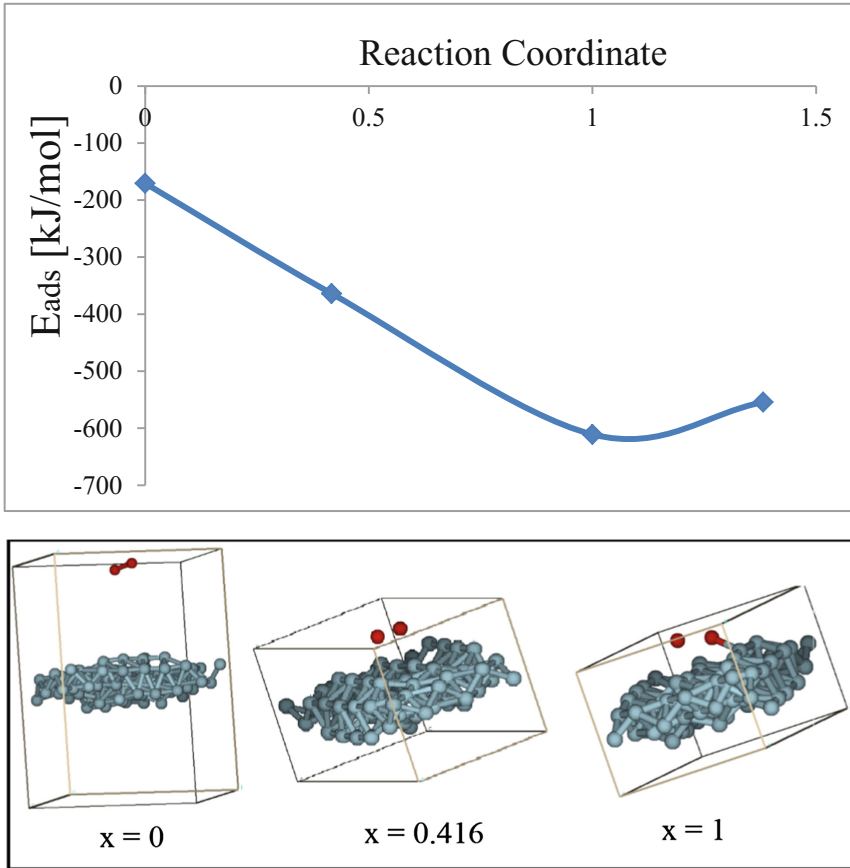 Reaction Coordinate
0
0 0.5 1 1.5
-100
-200
-300
-400
-500
-600
-700
Eads [kJ/mol]
x = 0 x = 0.416 x = 1